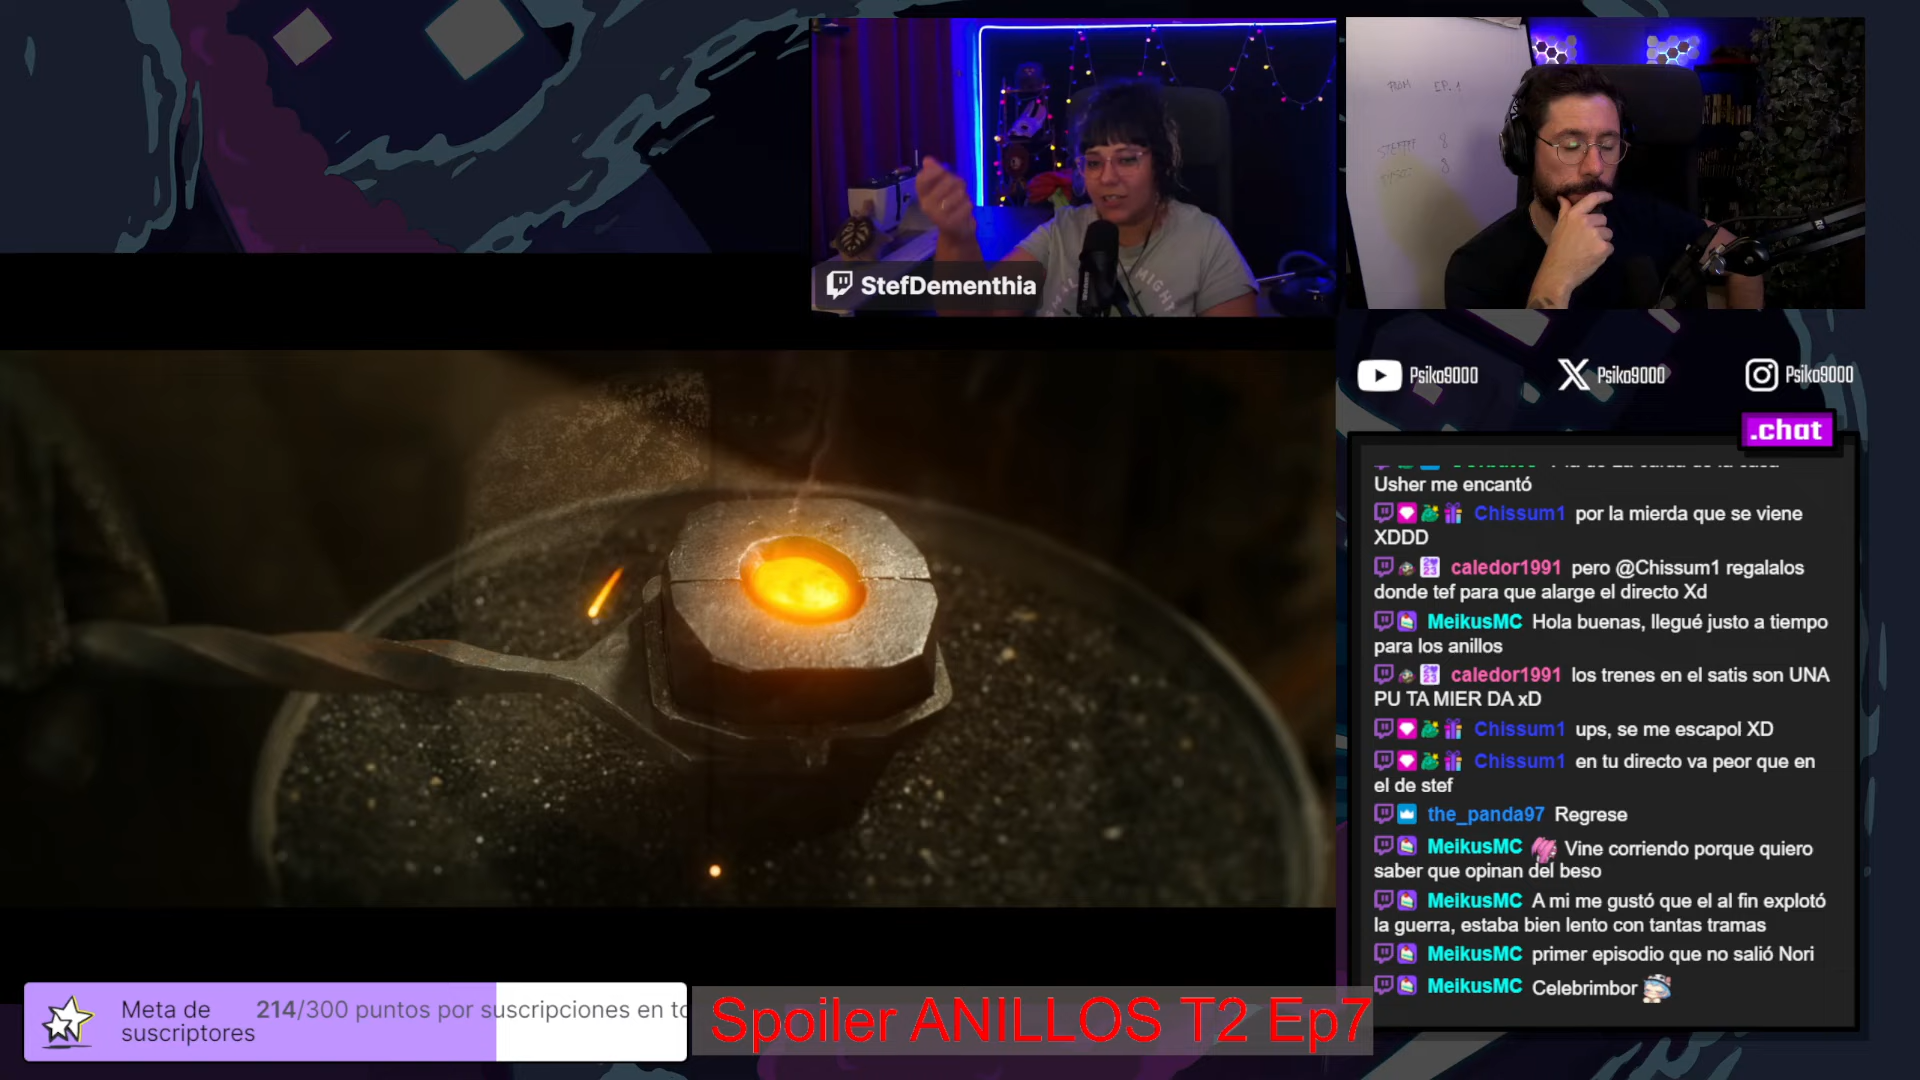 FROM EP. 1
8
8
StefDementhia
Psiko9000
Psiko9000
Psiko9000
.chat
Usher me encantó
Chissum1 por la mierda que se viene
XDDD
caledor1991 pero @Chissum1 regalalos
donde tef para que alarge el directo Xd
MeikusMC Hola buenas, llegué justo a tiempo
para los anillos
caledor1991 los trenes en el satis son UNA
PU TA MIER DA xD
Chissum1 ups, se me escapol XD
Chissum1 en tu directo va peor que en
el de stef
the_panda97 Regrese
MeikusMC Vine corriendo porque quiero
saber que opinan del beso
MeikusMC A mi me gustó que el al fin explotó
la guerra, estaba bien lento con tantas tramas
MeikusMC primer episodio que no salió Nori
MeikusMC Celebrimbor
Meta de
suscriptores
214/300 puntos por suscripciones en to
Spoiler ANILLOS T2 Ep7